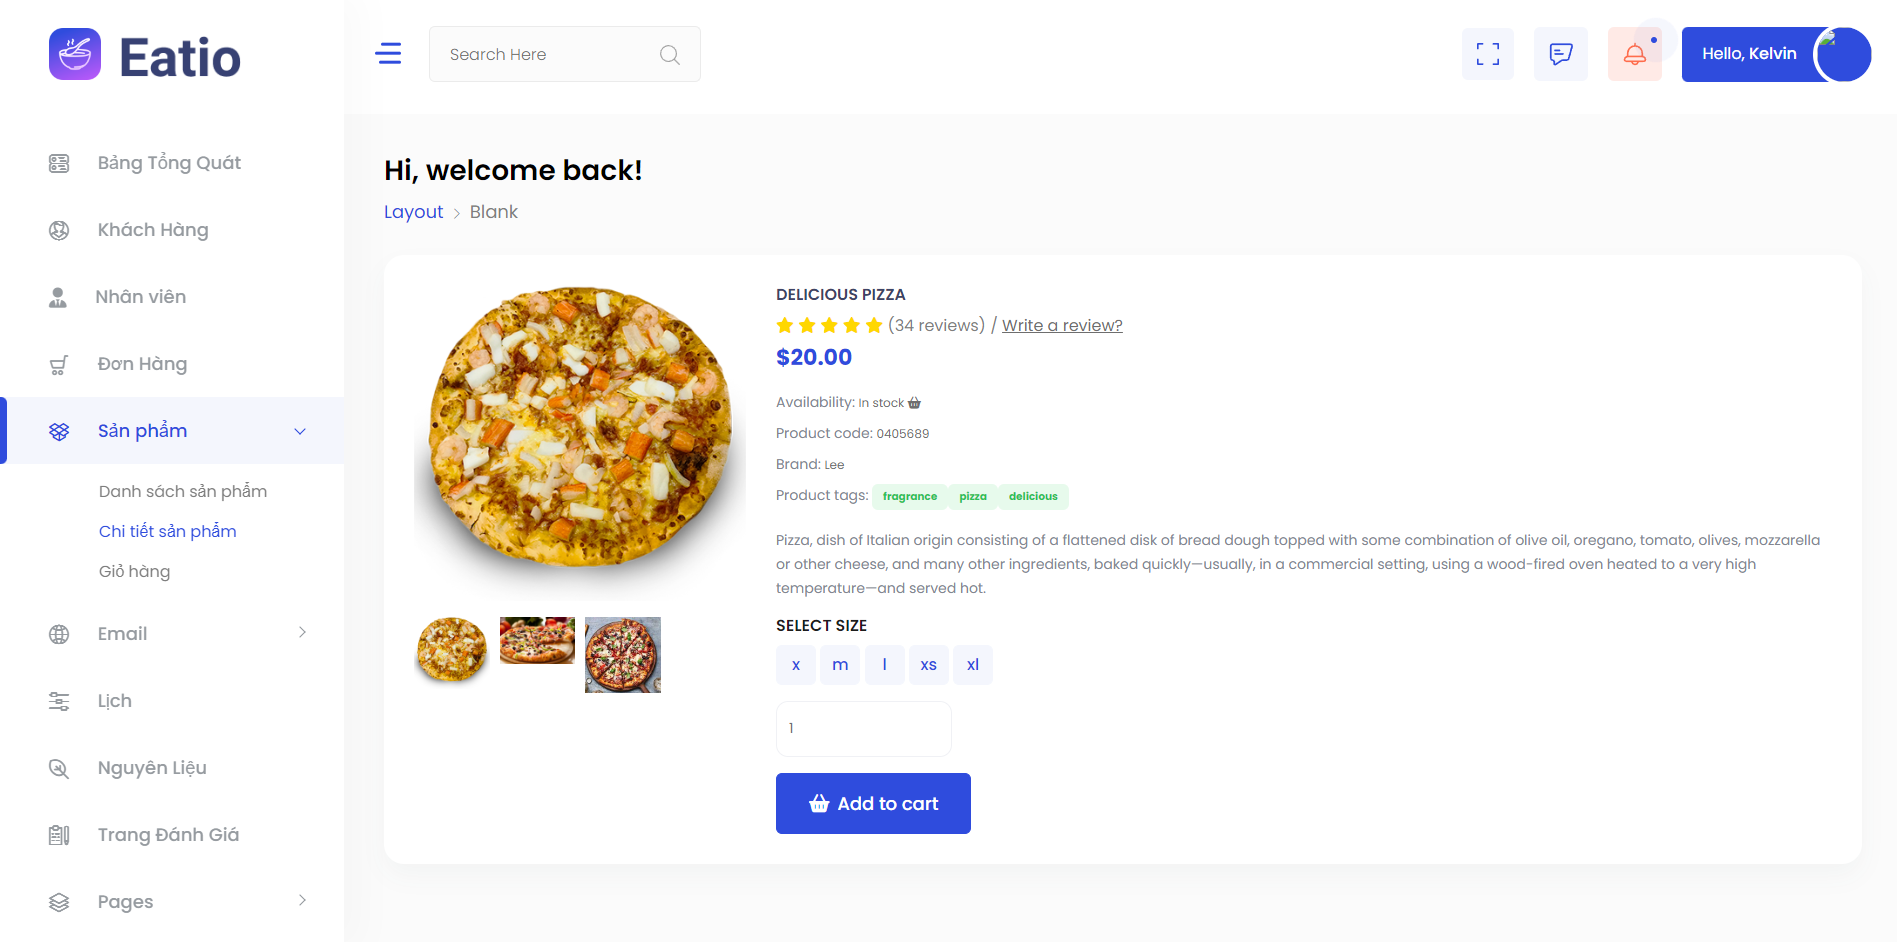 Eatio
Search Here
Hello, Kelvin
Bảng Tổng Quát
Khách Hàng
Nhân viên
Đơn Hàng
Sản phẩm
Danh sách sản phẩm
Chi tiết sản phẩm
Giỏ hàng
Email
Lịch
Nguyên Liệu
Trang Đánh Giá
Pages
Hi, welcome back!
Layout > Blank
DELICIOUS PIZZA
(34 reviews) / Write a review?
$20.00
Availability: In stock
Product code: 0405689
Brand: Lee
Product tags: fragrance pizza delicious
Pizza, dish of Italian origin consisting of a flattened disk of bread dough topped with some combination of olive oil, oregano, tomato, olives, mozzarella
or other cheese, and many other ingredients, baked quickly—usually, in a commercial setting, using a wood-fired oven heated to a very high
temperature—and served hot.
SELECT SIZE
x m l xs xl
1
Add to cart